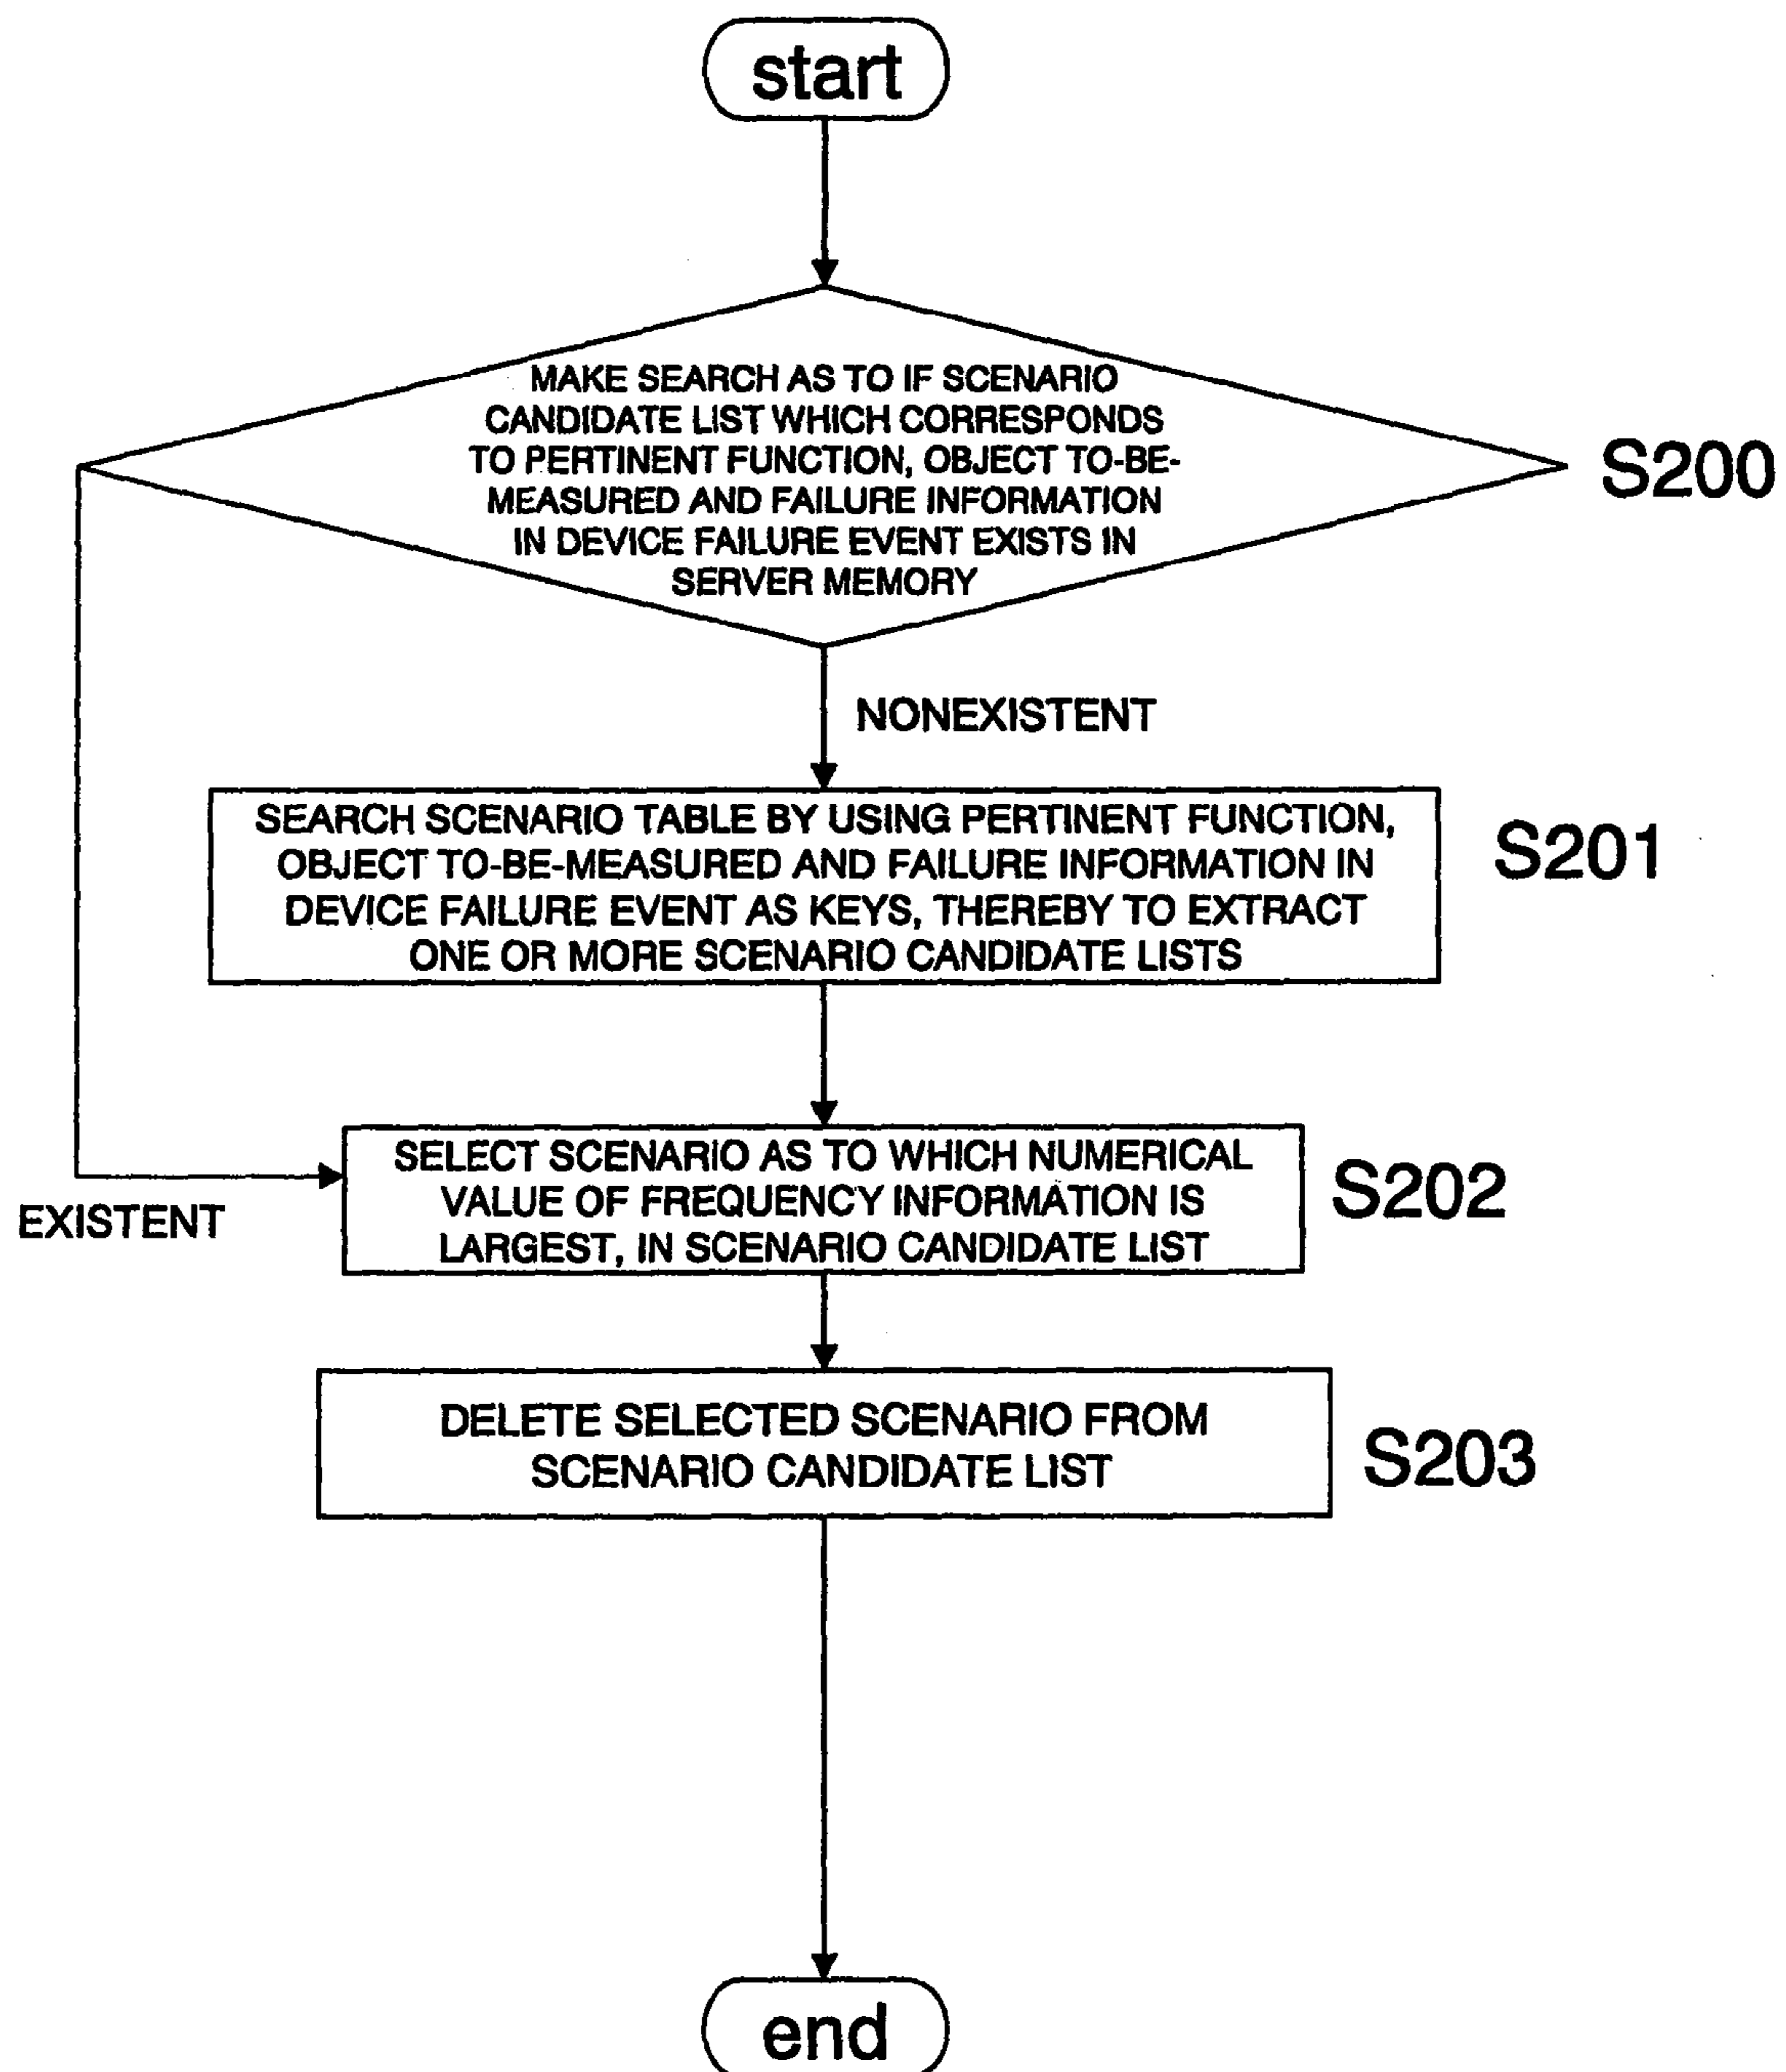 start
MAKE SEARCH AS TO IF SCENARIO
CANDIDATE LIST WHICH CORRESPONDS
TO PERTINENT FUNCTION, OBJECT TO-BE-
MEASURED AND FAILURE INFORMATION
IN DEVICE FAILURE EVENT EXISTS IN
SERVER MEMORY
S200
NONEXISTENT
SEARCH SCENARIO TABLE BY USING PERTINENT FUNCTION,
OBJECT TO-BE-MEASURED AND FAILURE INFORMATION IN
DEVICE FAILURE EVENT AS KEYS, THEREBY TO EXTRACT
ONE OR MORE SCENARIO CANDIDATE LISTS
S201
EXISTENT
SELECT SCENARIO AS TO WHICH NUMERICAL
VALUE OF FREQUENCY INFORMATION IS
LARGEST, IN SCENARIO CANDIDATE LIST
S202
DELETE SELECTED SCENARIO FROM
SCENARIO CANDIDATE LIST
S203
end